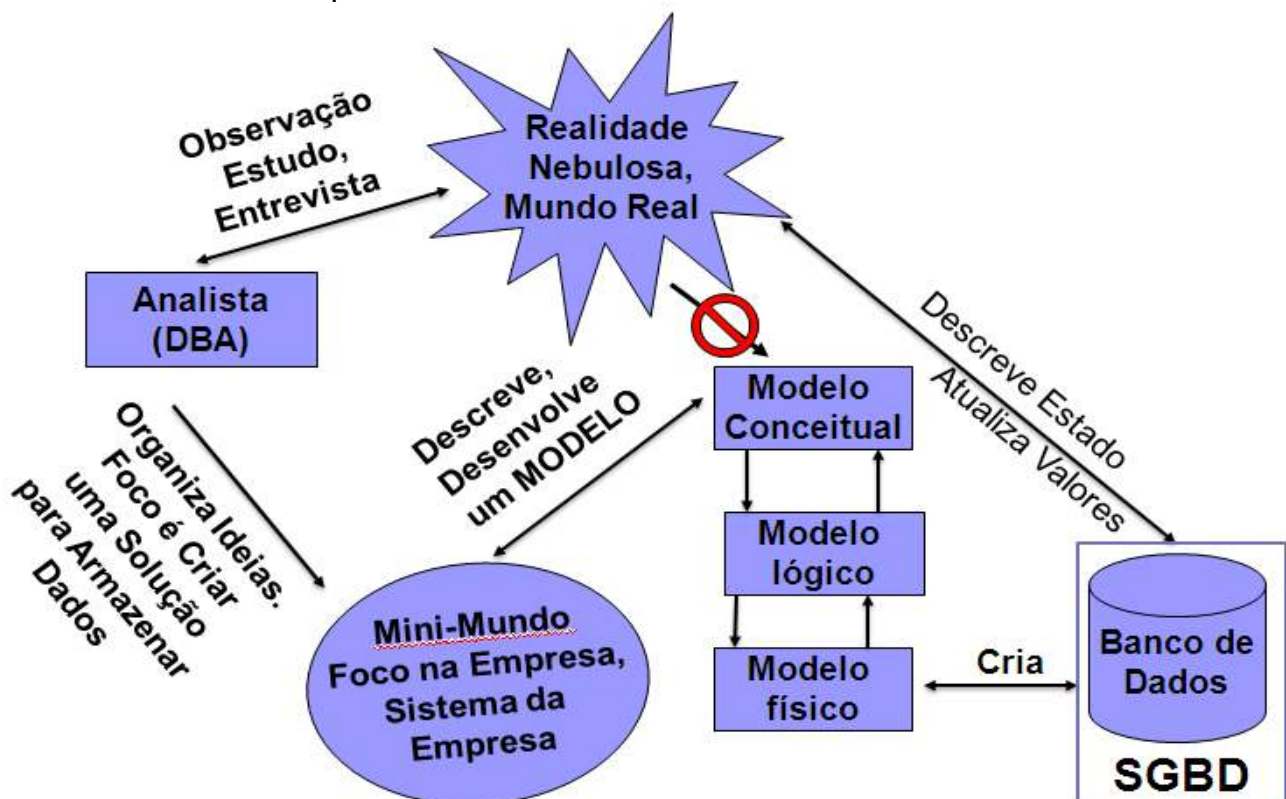 Observação
Estudo,
Entrevista
Realidade
Nebulosa,
Mundo Real
Analista
(DBA)
Organiza Ideias.
Foco é Criar
uma Solução
para Armazenar
Dados
Descreve,
Desenvolve
um MODELO
Mini-Mundo
Foco na Empresa,
Sistema da
Empresa
Modelo
Conceitual
Modelo
lógico
Modelo
físico
Descreve Estado
Atualiza Valores
Cria
Banco de
Dados
SGBD